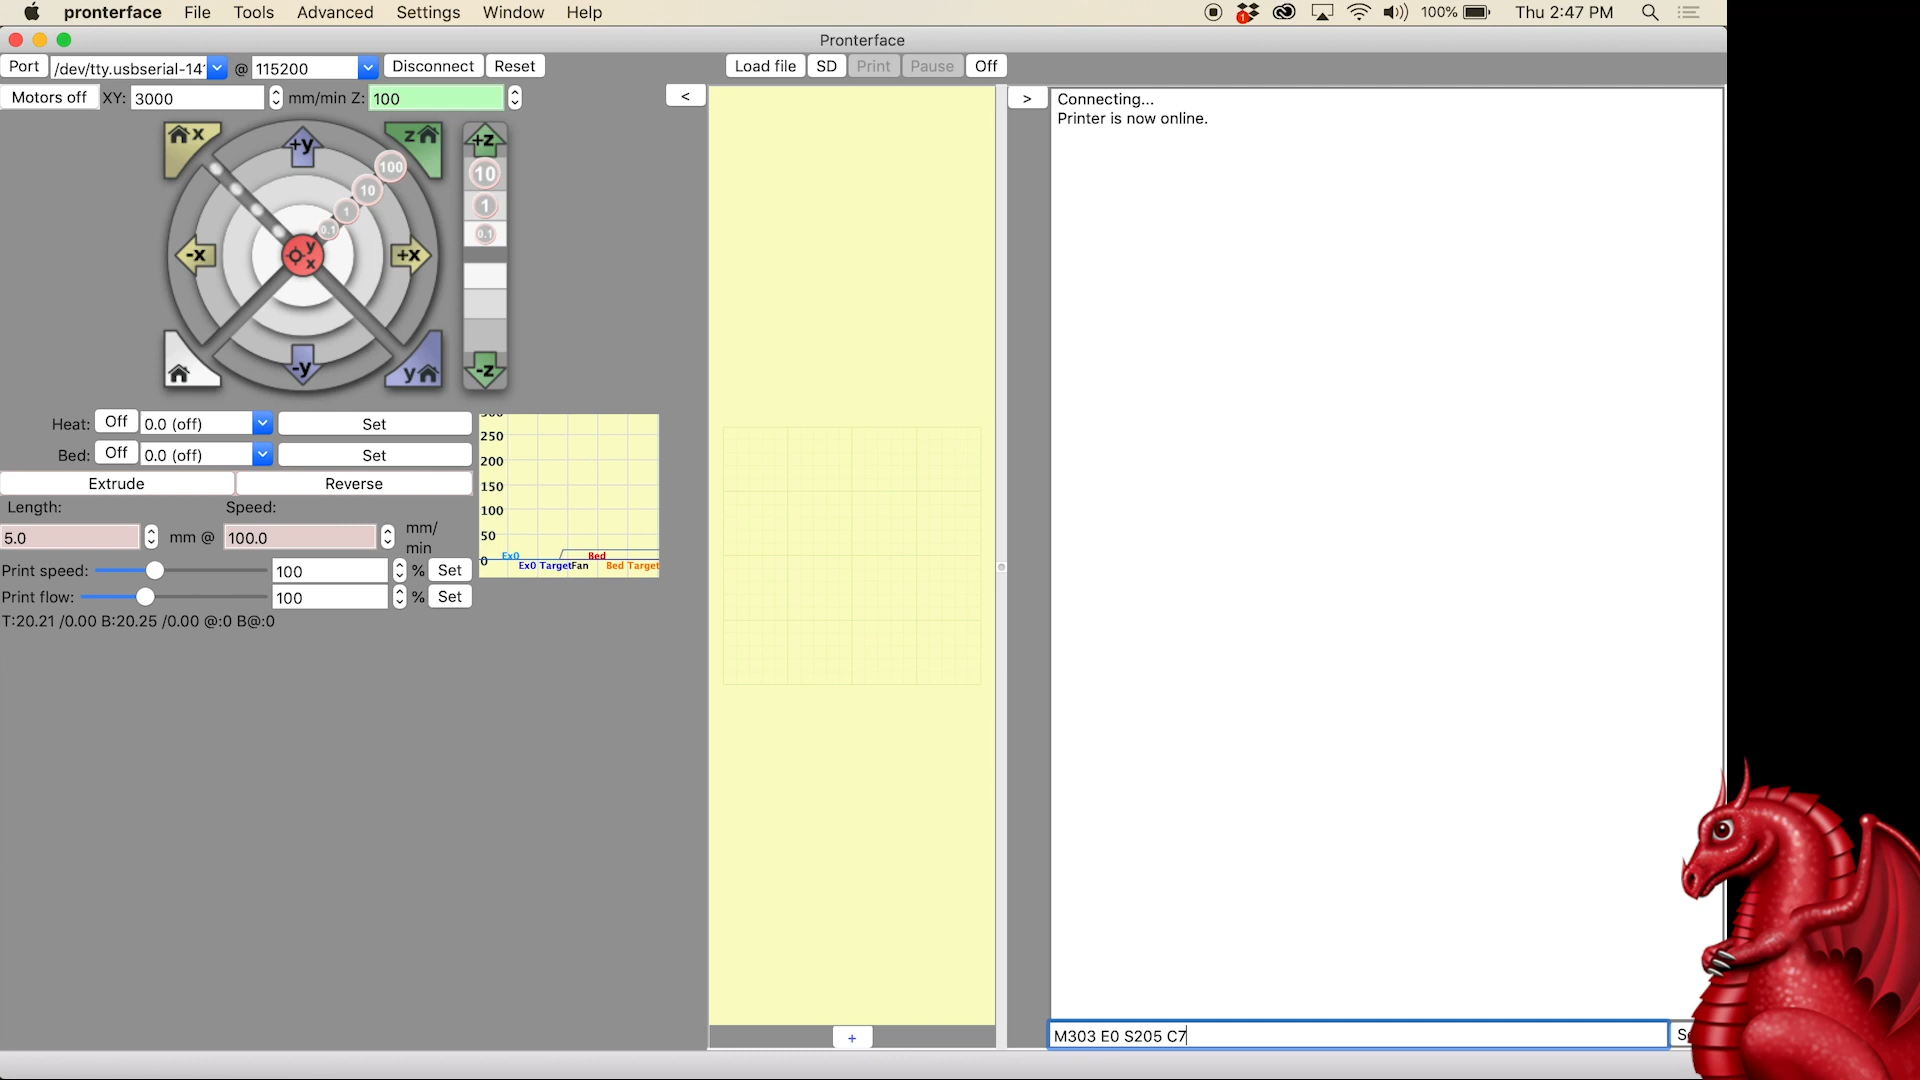 pronterface File Tools Advanced Settings Window Help 1 100% Thu 2:47 PM
Pronterface
Port /dev/tty.usbserial-14 @ 115200 Disconnect Reset Load file SD Print Pause Off
Motors off XY: 3000 mm/min Z: 100 < >
Connecting...
Printer is now online.
x +y z +z
100 10 1 0.1
10
1
0.1
-x y x +x
-y y -z
Heat: Off 0.0 (off) Set
Bed: Off 0.0 (off) Set
Extrude Reverse
Length: Speed:
5.0 mm @ 100.0 mm/
min
Print speed: 100 % Set
Print flow: 100 % Set
T:20.21 /0.00 B:20.25 /0.00 @:0 B@:0
300
250
200
150
100
50
0
Ex0 Bed
Ex0 Target Fan Bed Target
+
M303 E0 S205 C7